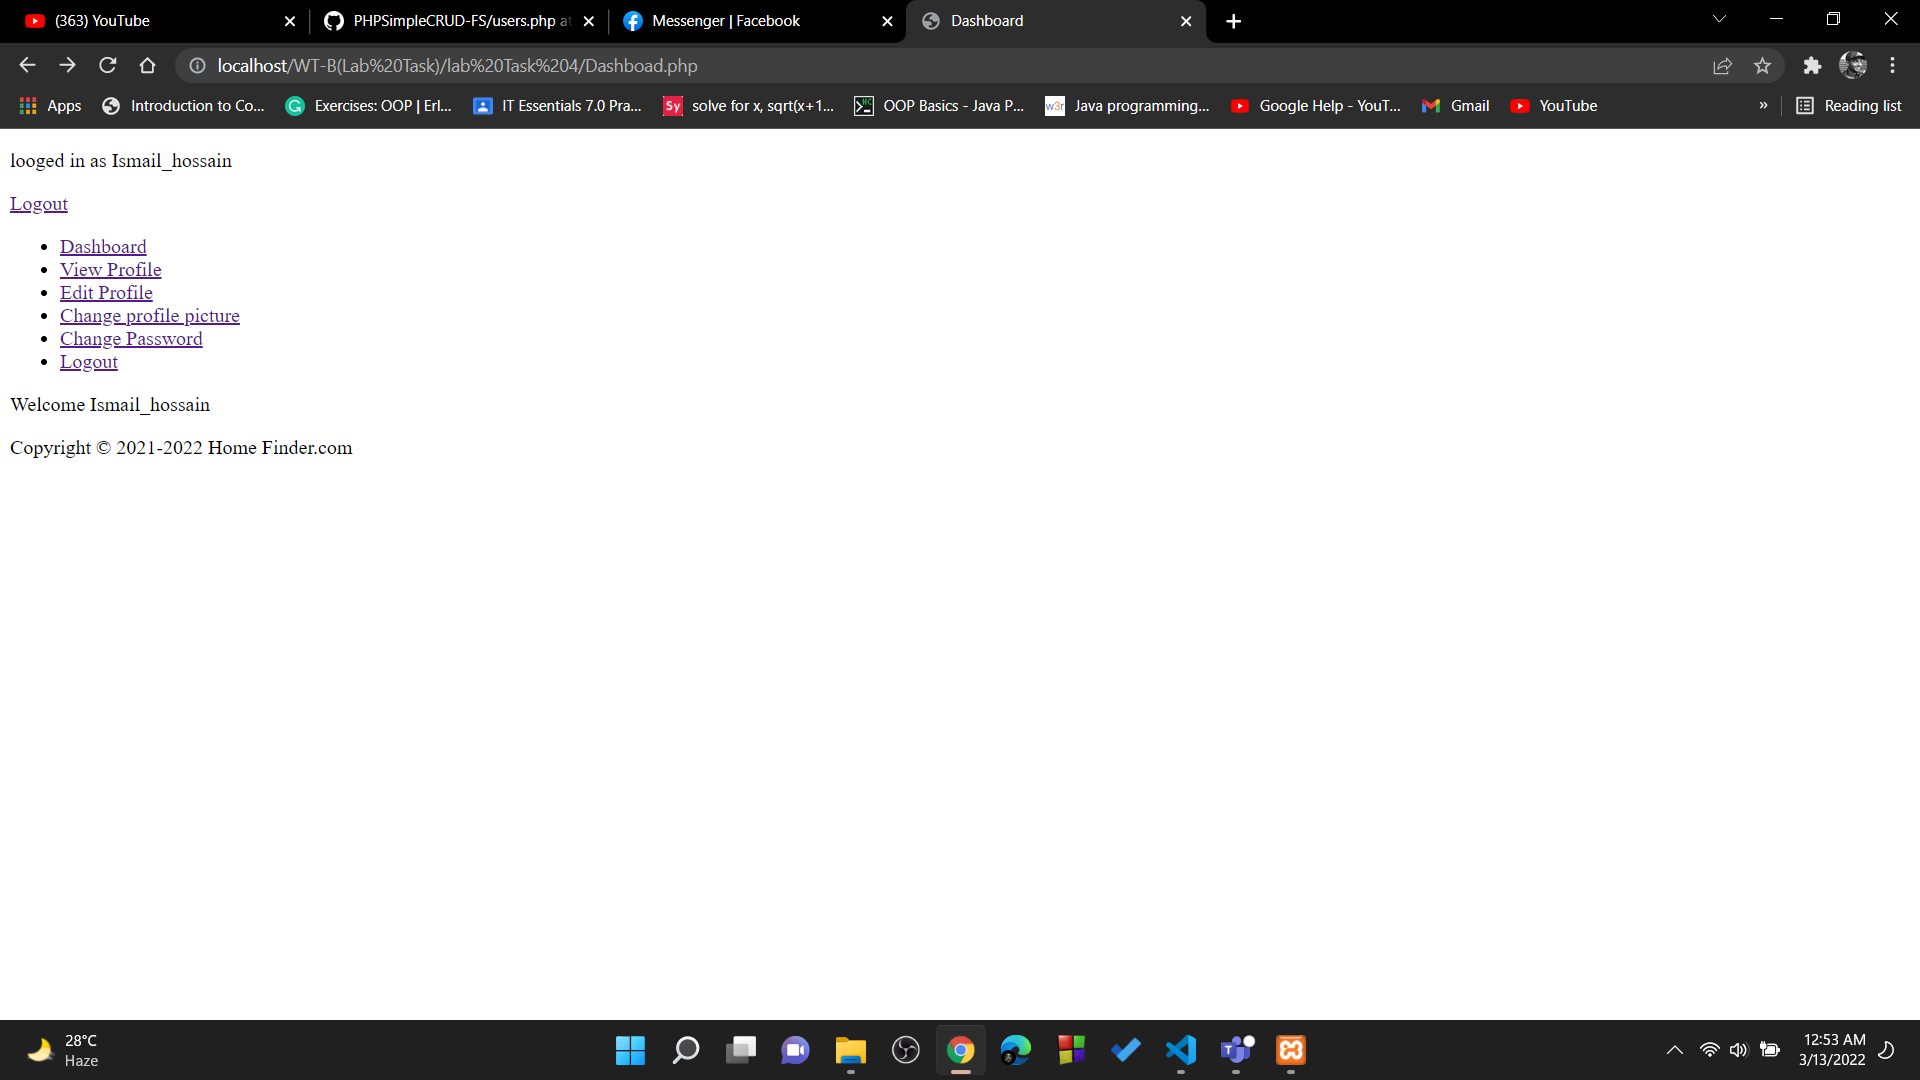 (363) YouTube
PHPSimpleCRUD-FS/users.php at
Messenger | Facebook
Dashboard
localhost/WT-B(Lab%20Task)/lab%20Task%204/Dashboad.php
Apps
Introduction to Co...
Exercises: OOP | Erl...
IT Essentials 7.0 Pra...
Sy
solve for x, sqrt(x+1...
OOP Basics - Java P...
w3r
Java programming...
Google Help - YouT...
Gmail
YouTube
»
Reading list
looged in as Ismail_hossain
Logout
• Dashboard
• View Profile
• Edit Profile
• Change profile picture
• Change Password
• Logout
Welcome Ismail_hossain
Copyright © 2021-2022 Home Finder.com
28°C
Haze
12:53 AM
3/13/2022